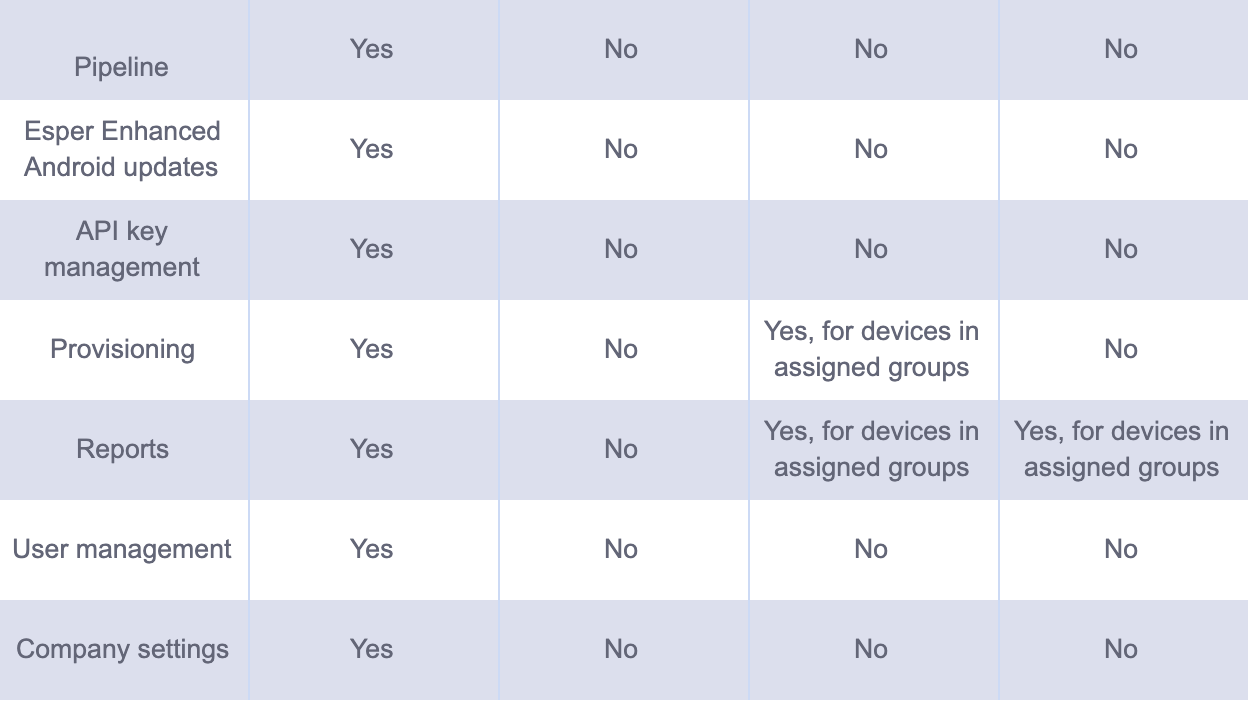 Pipeline Yes No No No
Esper Enhanced
Android updates Yes No No No
API key
management Yes No No No
Provisioning Yes No Yes, for devices in
assigned groups No
Reports Yes No Yes, for devices in
assigned groups Yes, for devices in
assigned groups
User management Yes No No No
Company settings Yes No No No